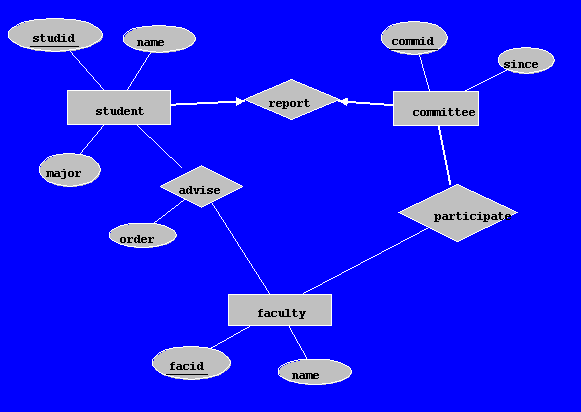 studid
name
commid
since
student
report
committee
major
advise
participate
order
faculty
facid
name